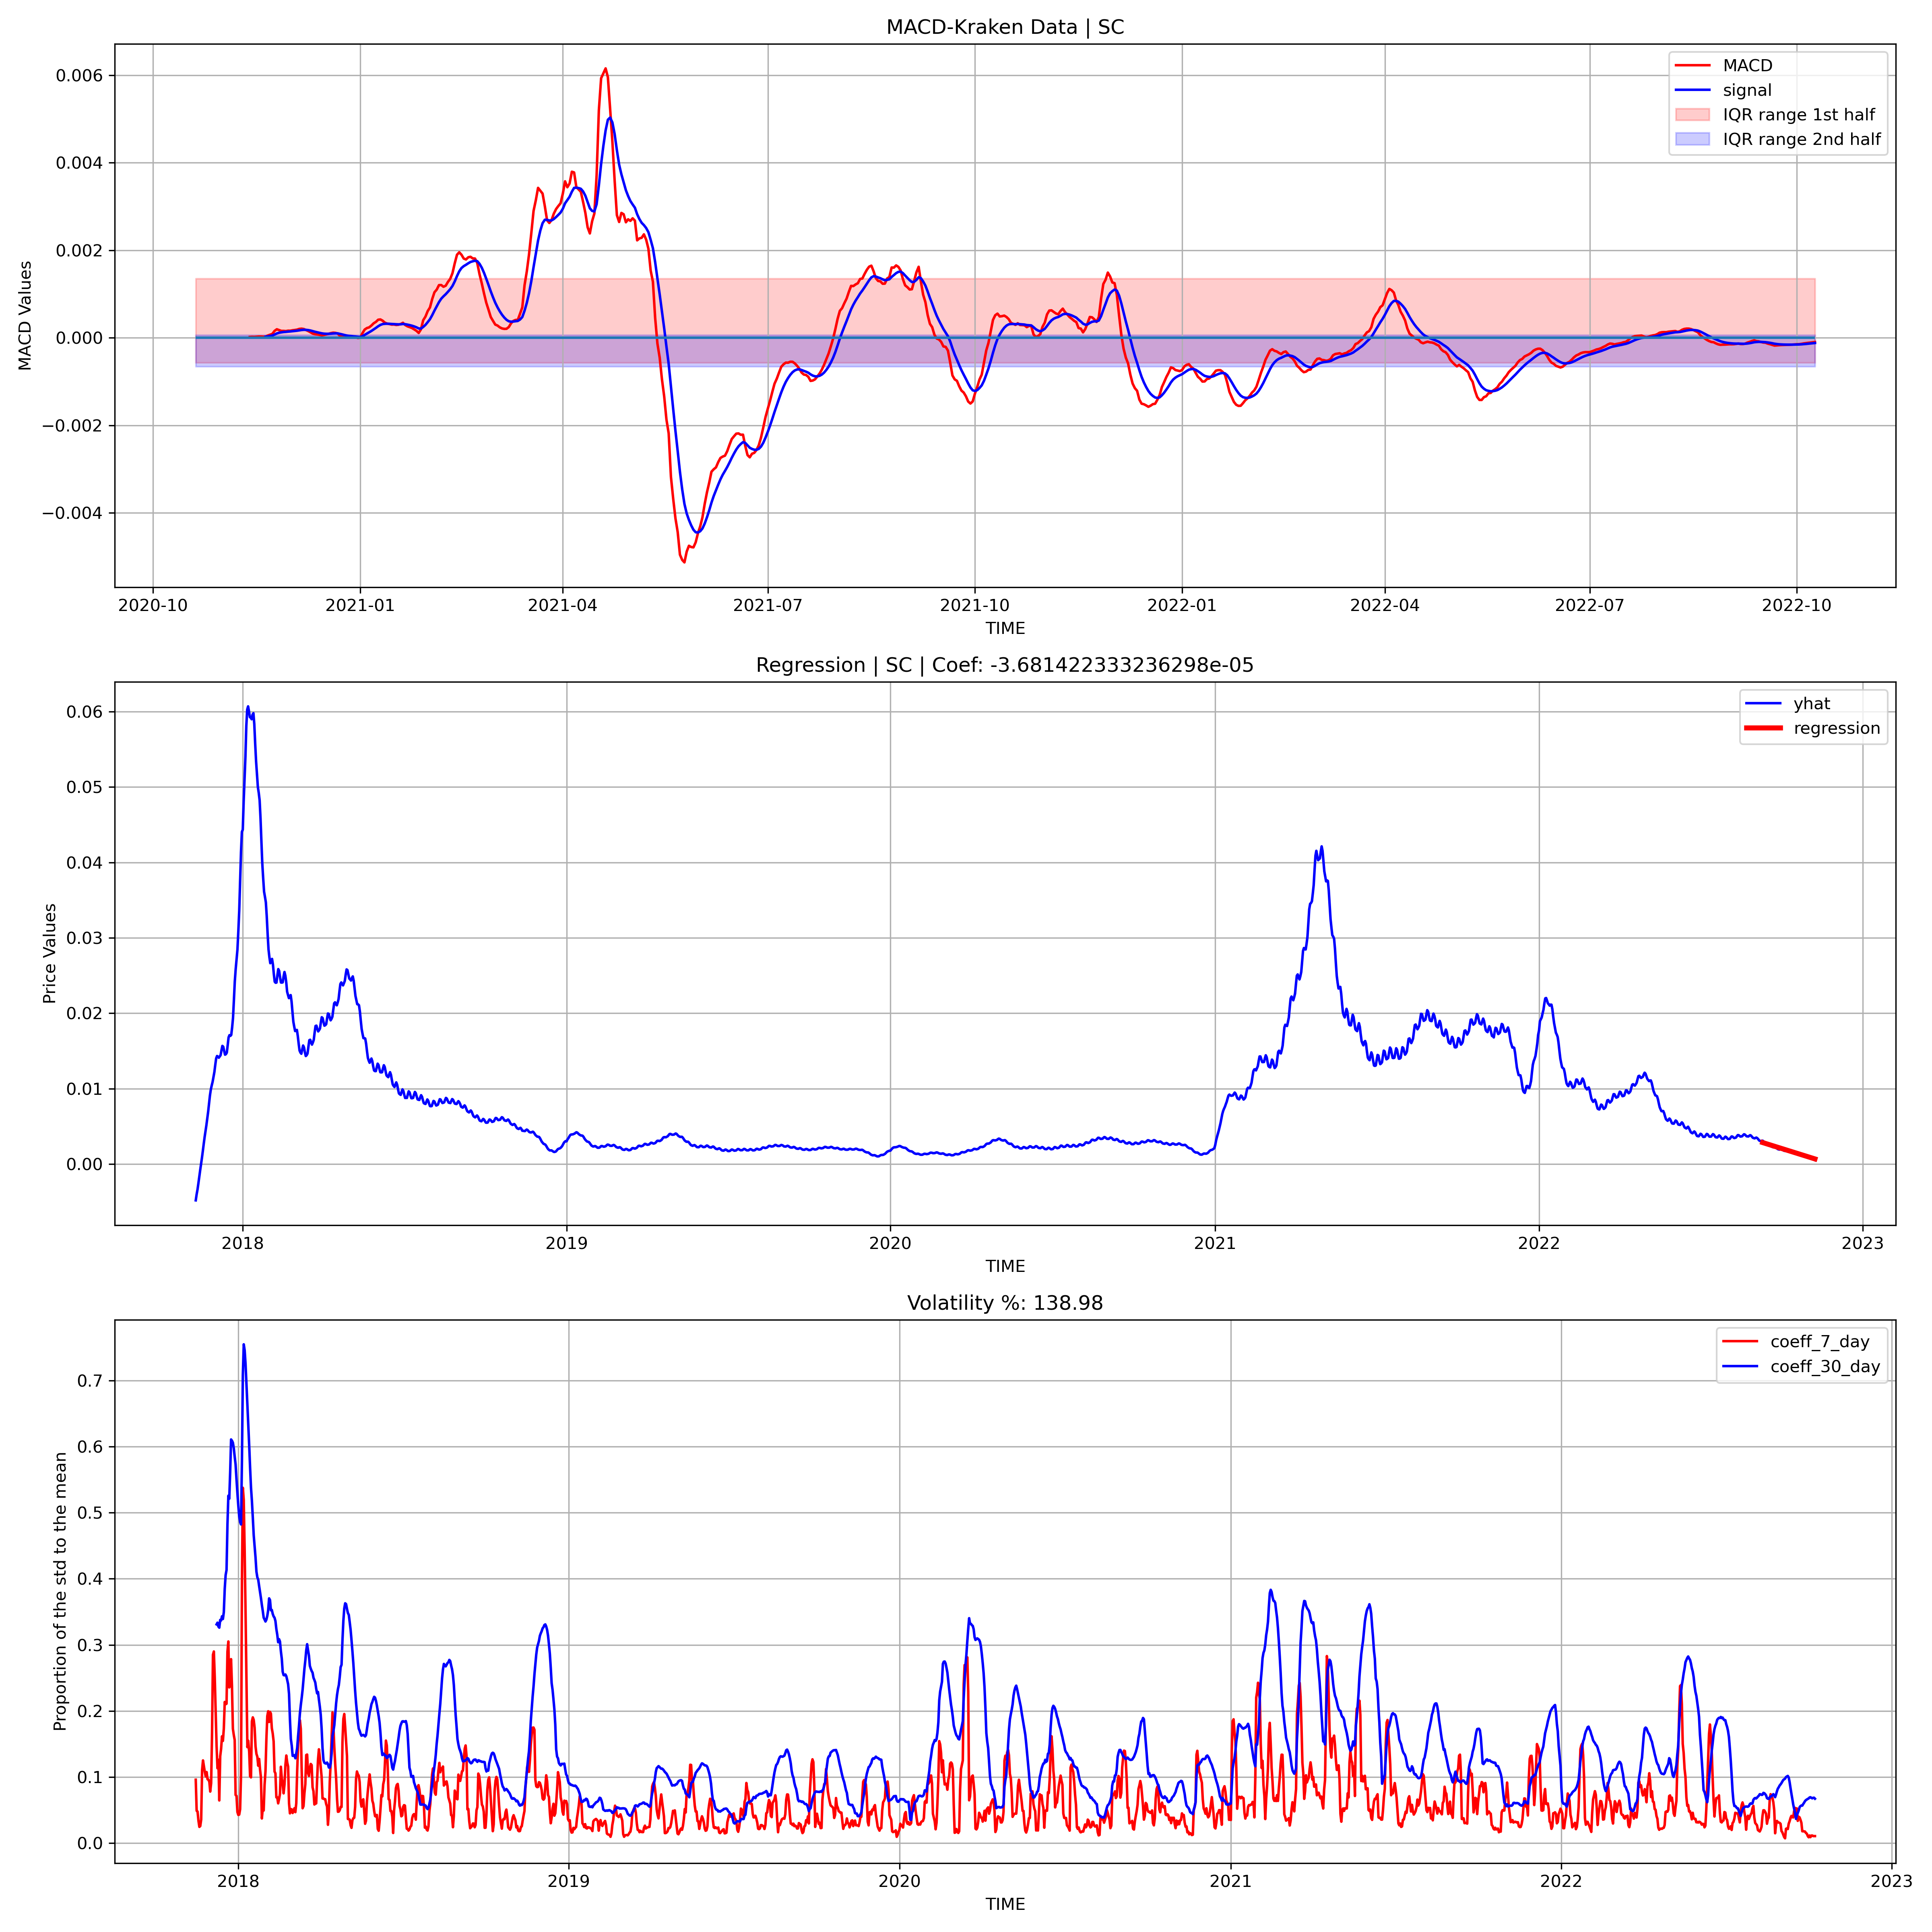 MACD-Kraken Data | SC
MACD
signal
IQR range 1st half
IQR range 2nd half
MACD Values
0.006
0.004
0.002
0.000
−0.002
−0.004
2020-10 2021-01 2021-04 2021-07 2021-10 2022-01 2022-04 2022-07 2022-10
TIME
Regression | SC | Coef: -3.681422333236298e-05
yhat
regression
Price Values
0.06
0.05
0.04
0.03
0.02
0.01
0.00
2018 2019 2020 2021 2022 2023
TIME
Volatility %: 138.98
coeff_7_day
coeff_30_day
Proportion of the std to the mean
0.7
0.6
0.5
0.4
0.3
0.2
0.1
0.0
2018 2019 2020 2021 2022 2023
TIME